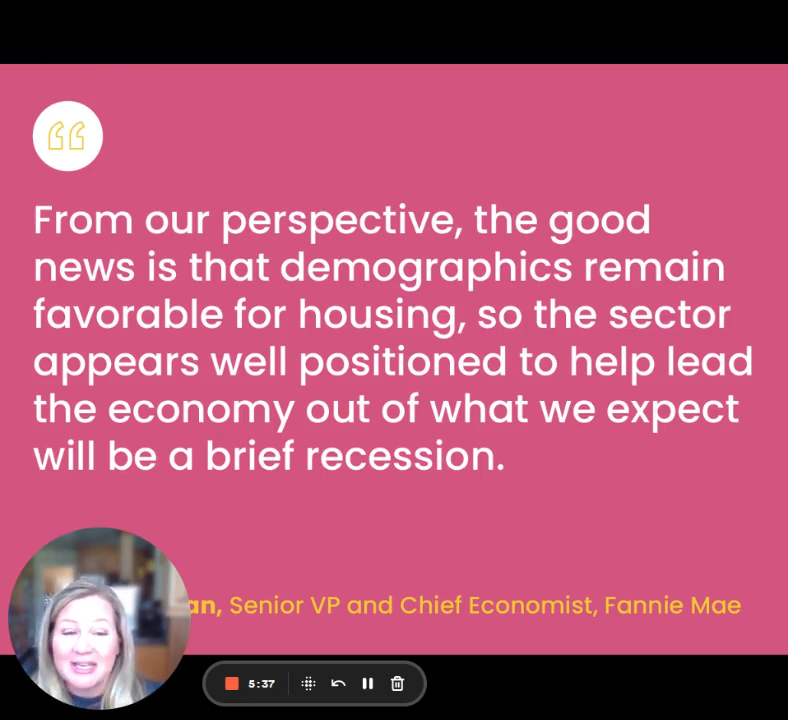 From our perspective, the good
news is that demographics remain
favorable for housing, so the sector
appears well positioned to help lead
the economy out of what we expect
will be a brief recession.
an, Senior VP and Chief Economist, Fannie Mae
5:37